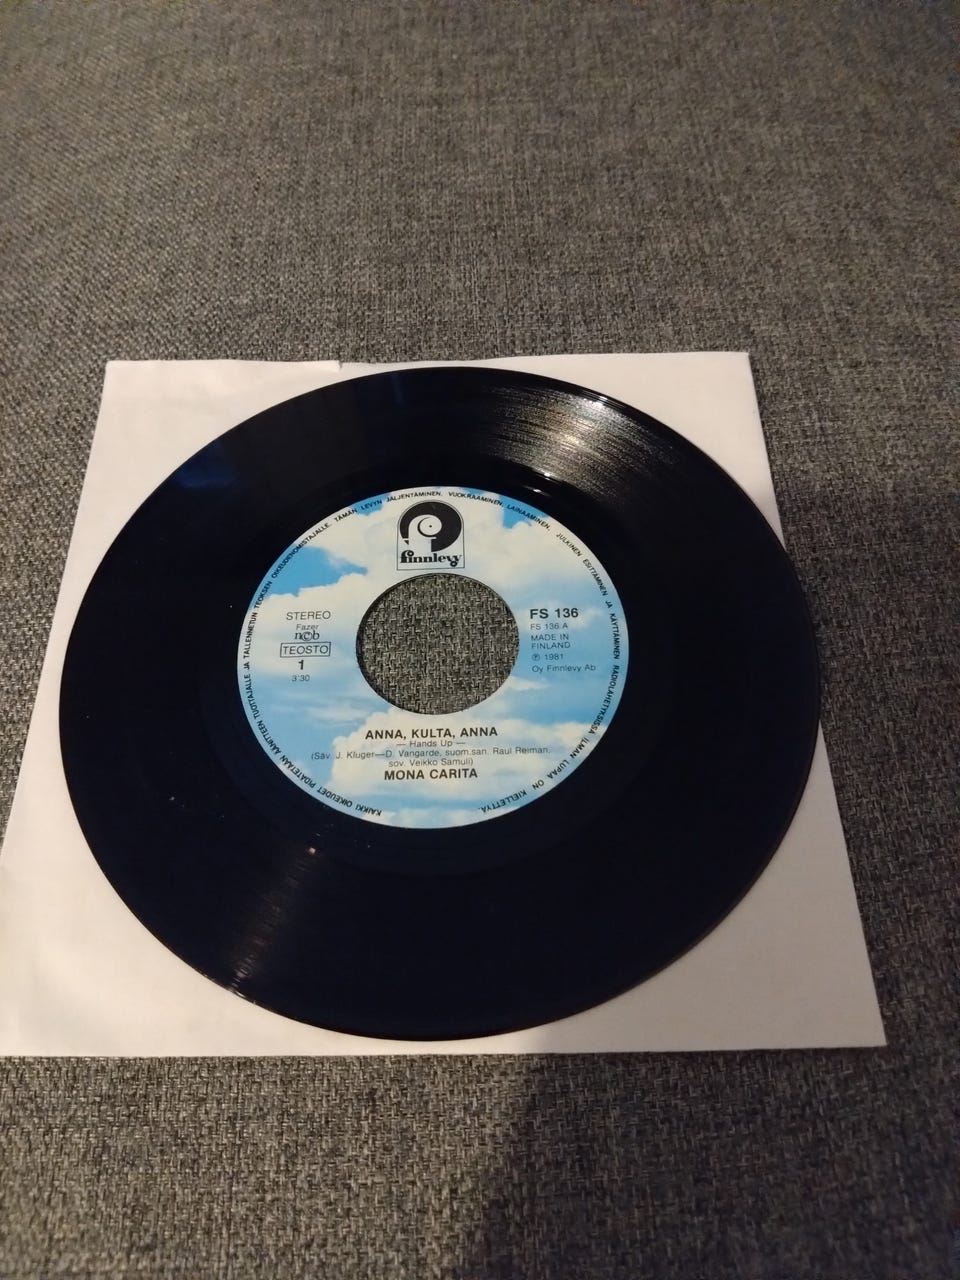 KAIKKI OIKEUDET PIDÄTETÄÄN ÄÄNITTEEN TUOTTAJALLE JA TALLENNETUN TEOKSEN OIKEUDENOMISTAJALLE. TÄMÄN LEVYN JÄLJENTÄMINEN, VUOKRAAMINEN, LAINAAMINEN, JULKINEN ESITTÄMINEN JA KÄYTTÄMINEN RADIOLÄHETYKSISSÄ ILMAN LUPAA ON KIELLETTYÄ.
finnlevy
STEREO
Fazer
ncb
TEOSTO
1
3'30
FS 136
FS 136 A
MADE IN
FINLAND
℗ 1981
Oy Finnlevy Ab
ANNA, KULTA, ANNA
— Hands Up —
(Säv. J. Kluger—D. Vangarde, suom.san. Raul Reiman,
sov. Veikko Samuli)
MONA CARITA